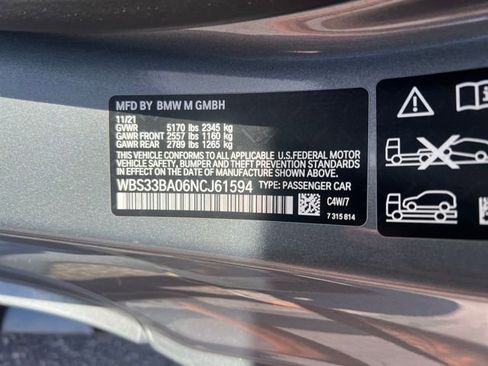 MFD BY BMW M GMBH
11/21
GVWR 5170 lbs 2345 kg
GAWR FRONT 2557 lbs 1160 kg
GAWR REAR 2789 lbs 1265 kg
THIS VEHICLE CONFORMS TO ALL APPLICABLE U.S.FEDERAL MOTOR
VEHICLE SAFETY, BUMPER, AND THEFT PREVENTION STANDARDS
IN EFFECT ON THE DATE OF MANUFACTURE SHOWN ABOVE.
WBS33BA06NCJ61594 TYPE: PASSENGER CAR
C4W/7
7 315 814